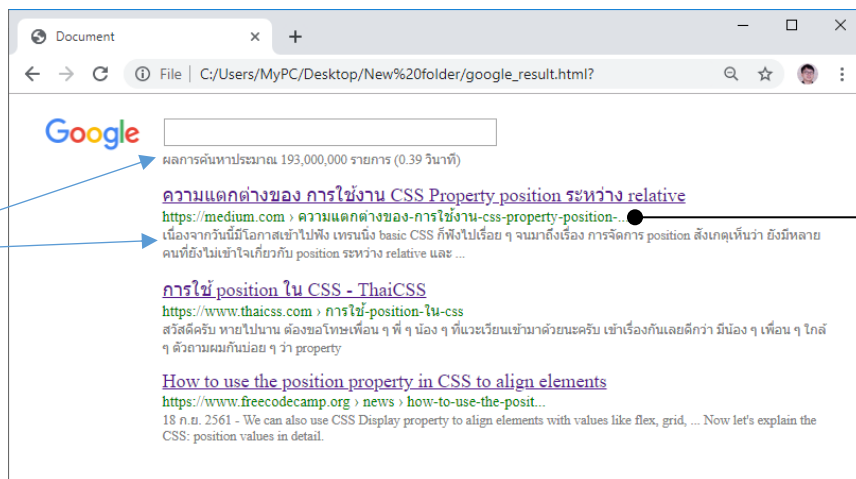 Document
File | C:/Users/MyPC/Desktop/New%20folder/google_result.html?
Google
ผลการค้นหาประมาณ 193,000,000 รายการ (0.39 วินาที)
ความแตกต่างของ การใช้งาน CSS Property position ระหว่าง relative
https://medium.com › ความแตกต่างของ-การใช้งาน-css-property-position-...
เนื่องจากวันนี้มีโอกาสเข้าไปฟัง เทรนนิ่ง basic CSS ก็ฟังไปเรื่อย ๆ จนมาถึงเรื่อง การจัดการ position สังเกตุเห็นว่า ยังมีหลาย
คนที่ยังไม่เข้าใจเกี่ยวกับ position ระหว่าง relative และ ...
การใช้ position ใน CSS - ThaiCSS
https://www.thaicss.com › การใช้-position-ใน-css
สวัสดีครับ หายไปนาน ต้องขอโทษเพื่อน ๆ พี่ ๆ น้อง ๆ ที่แวะเวียนเข้ามาด้วยนะครับ เข้าเรื่องกันเลยดีกว่า มีน้อง ๆ เพื่อน ๆ ใกล้
ๆ ตัวถามผมกันบ่อย ๆ ว่า property
How to use the position property in CSS to align elements
https://www.freecodecamp.org › news › how-to-use-the-posit...
18 ก.ย. 2561 - We can also use CSS Display property to align elements with values like flex, grid, ... Now let's explain the
CSS: position values in detail.